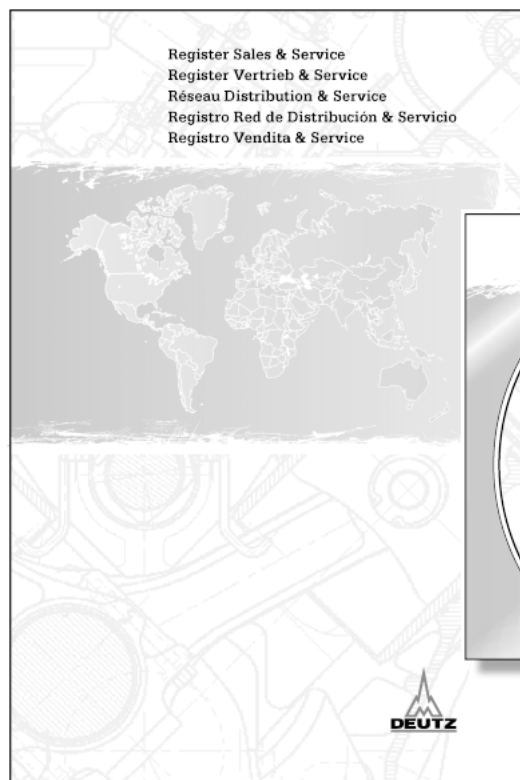 Register Sales & Service
Register Vertrieb & Service
Réseau Distribution & Service
Registro Red de Distribución & Servicio
Registro Vendita & Service
DEUTZ